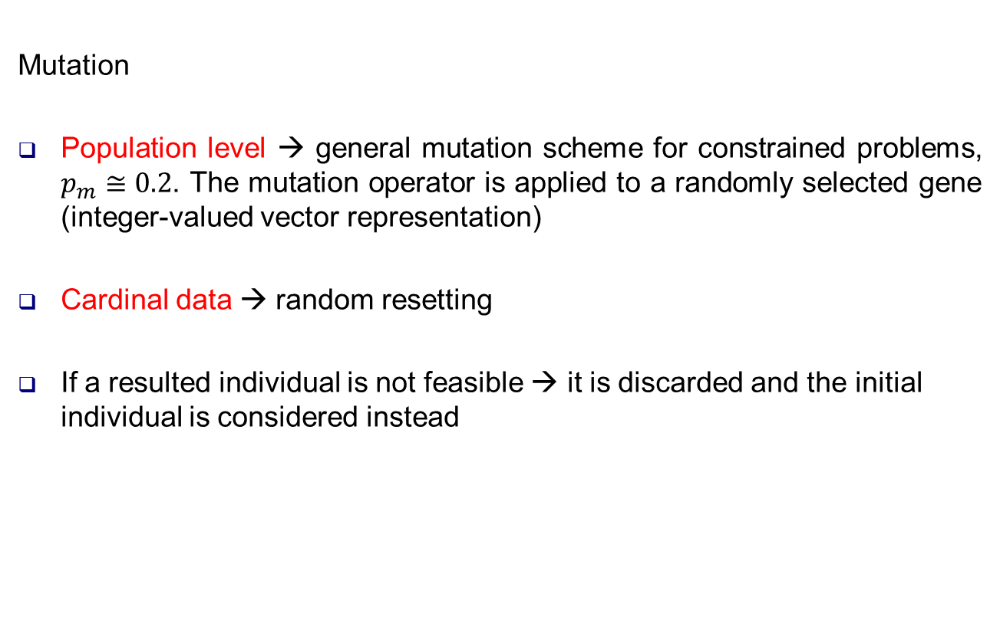 Mutation
❑ Population level → general mutation scheme for constrained problems,
𝑝𝑚 ≅ 0.2. The mutation operator is applied to a randomly selected gene
(integer-valued vector representation)
❑ Cardinal data → random resetting
❑ If a resulted individual is not feasible → it is discarded and the initial
individual is considered instead